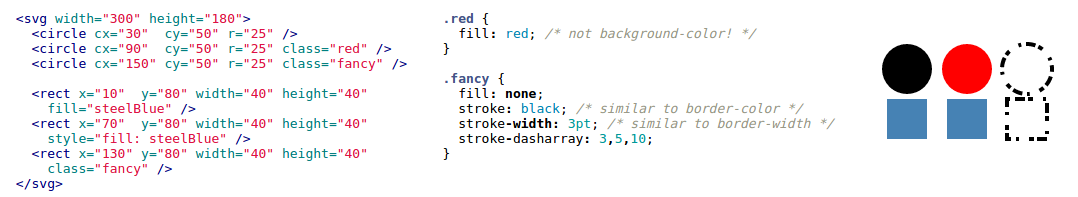 <svg width="300" height="180">
  <circle cx="30"  cy="50" r="25" />
  <circle cx="90"  cy="50" r="25" class="red" />
  <circle cx="150" cy="50" r="25" class="fancy" />

  <rect x="10"  y="80" width="40" height="40"
    fill="steelBlue" />
  <rect x="70"  y="80" width="40" height="40"
    style="fill: steelBlue" />
  <rect x="130" y="80" width="40" height="40"
    class="fancy" />
</svg>
.red {
  fill: red; /* not background-color! */
}

.fancy {
  fill: none;
  stroke: black; /* similar to border-color */
  stroke-width: 3pt; /* similar to border-width */
  stroke-dasharray: 3,5,10;
}